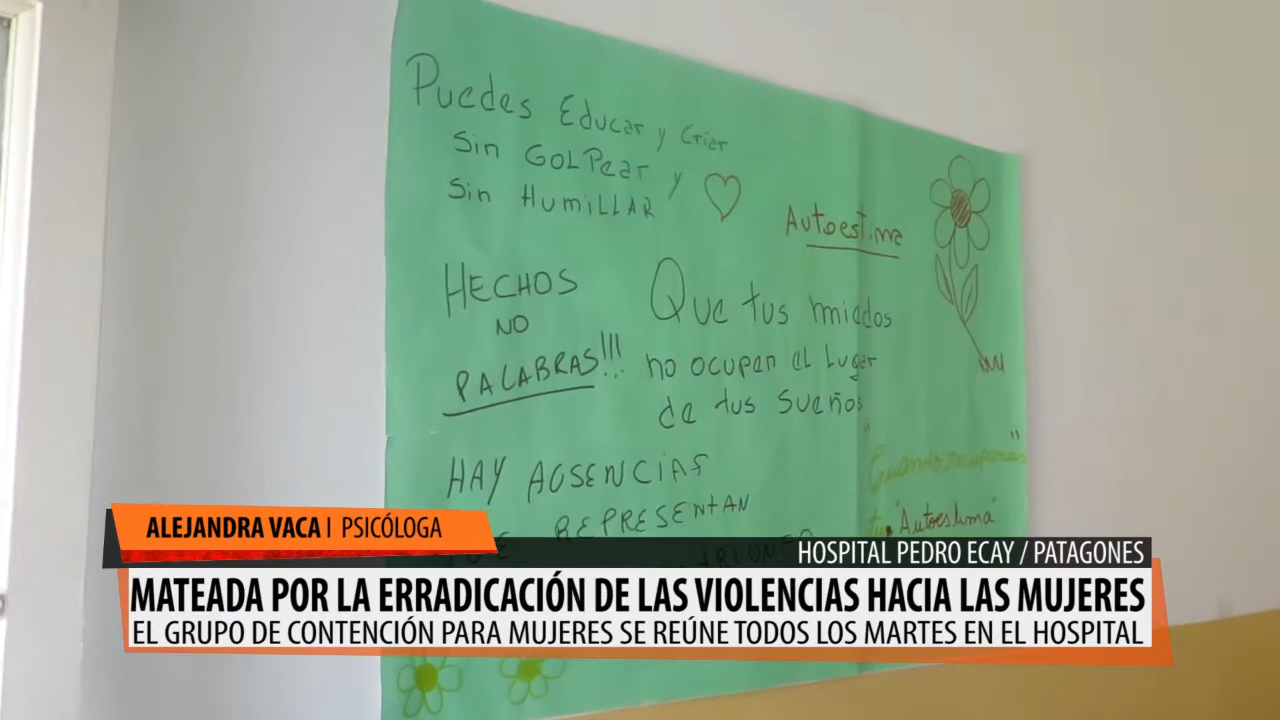 Puedes Educar y Criar
Sin GOLPear y
Sin HumiLLAR
Autoestima
HECHOS
NO
PALABRAS!!!
Que tus miedos
no ocupen el lugar
de tus sueños
HAY AUSENCIAS
REPRESENTAN
"Autoestima"
ALEJANDRA VACA | PSICÓLOGA
HOSPITAL PEDRO ECAY / PATAGONES
MATEADA POR LA ERRADICACIÓN DE LAS VIOLENCIAS HACIA LAS MUJERES
EL GRUPO DE CONTENCIÓN PARA MUJERES SE REÚNE TODOS LOS MARTES EN EL HOSPITAL